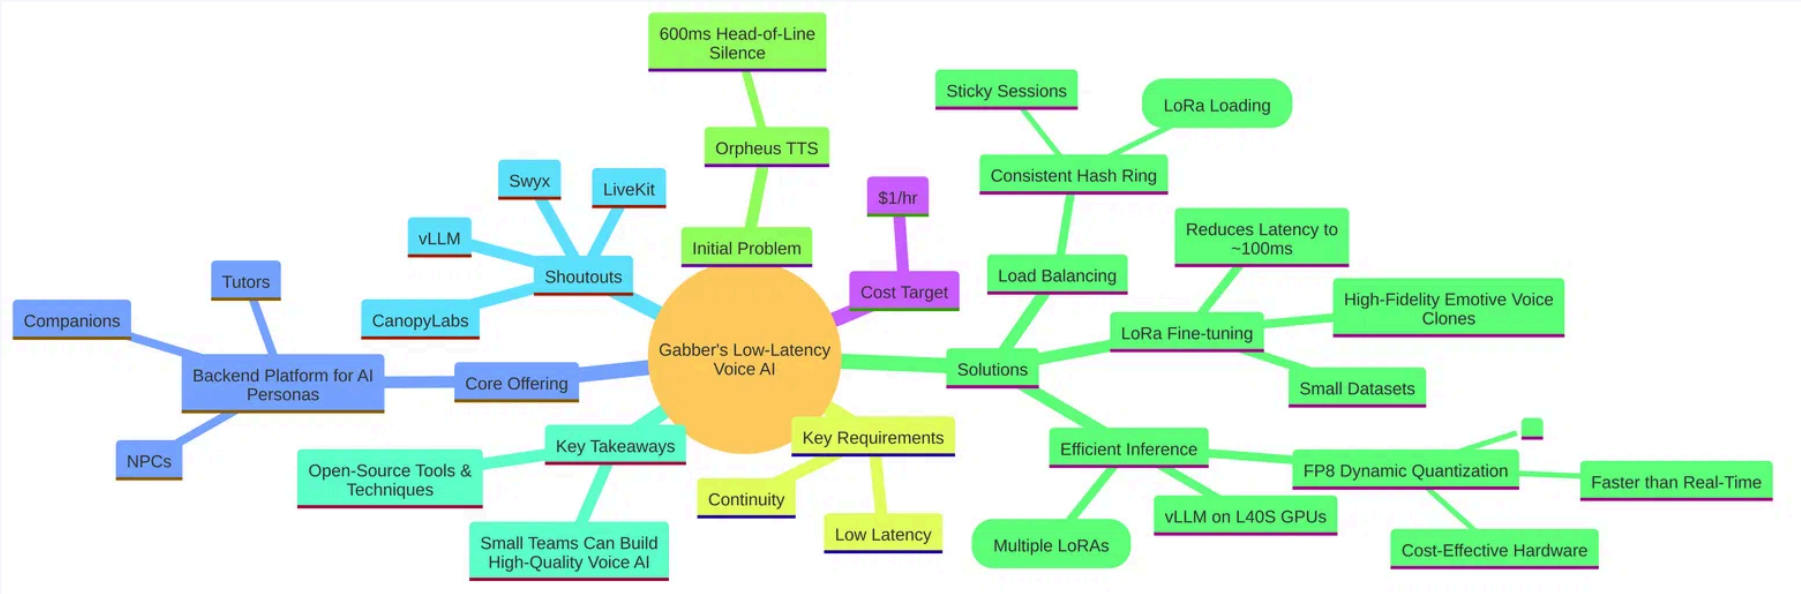 600ms Head-of-Line
Silence
Orpheus TTS
Initial Problem
Swyx
LiveKit
vLLM
Shoutouts
CanopyLabs
$1/hr
Cost Target
Tutors
Companions
Backend Platform for AI
Personas
NPCs
Core Offering
Gabber's Low-Latency
Voice AI
Key Takeaways
Open-Source Tools &
Techniques
Small Teams Can Build
High-Quality Voice AI
Key Requirements
Continuity
Low Latency
Solutions
Sticky Sessions
LoRa Loading
Consistent Hash Ring
Load Balancing
Reduces Latency to
~100ms
LoRa Fine-tuning
High-Fidelity Emotive Voice
Clones
Small Datasets
Efficient Inference
Multiple LoRAs
vLLM on L40S GPUs
FP8 Dynamic Quantization
Faster than Real-Time
Cost-Effective Hardware